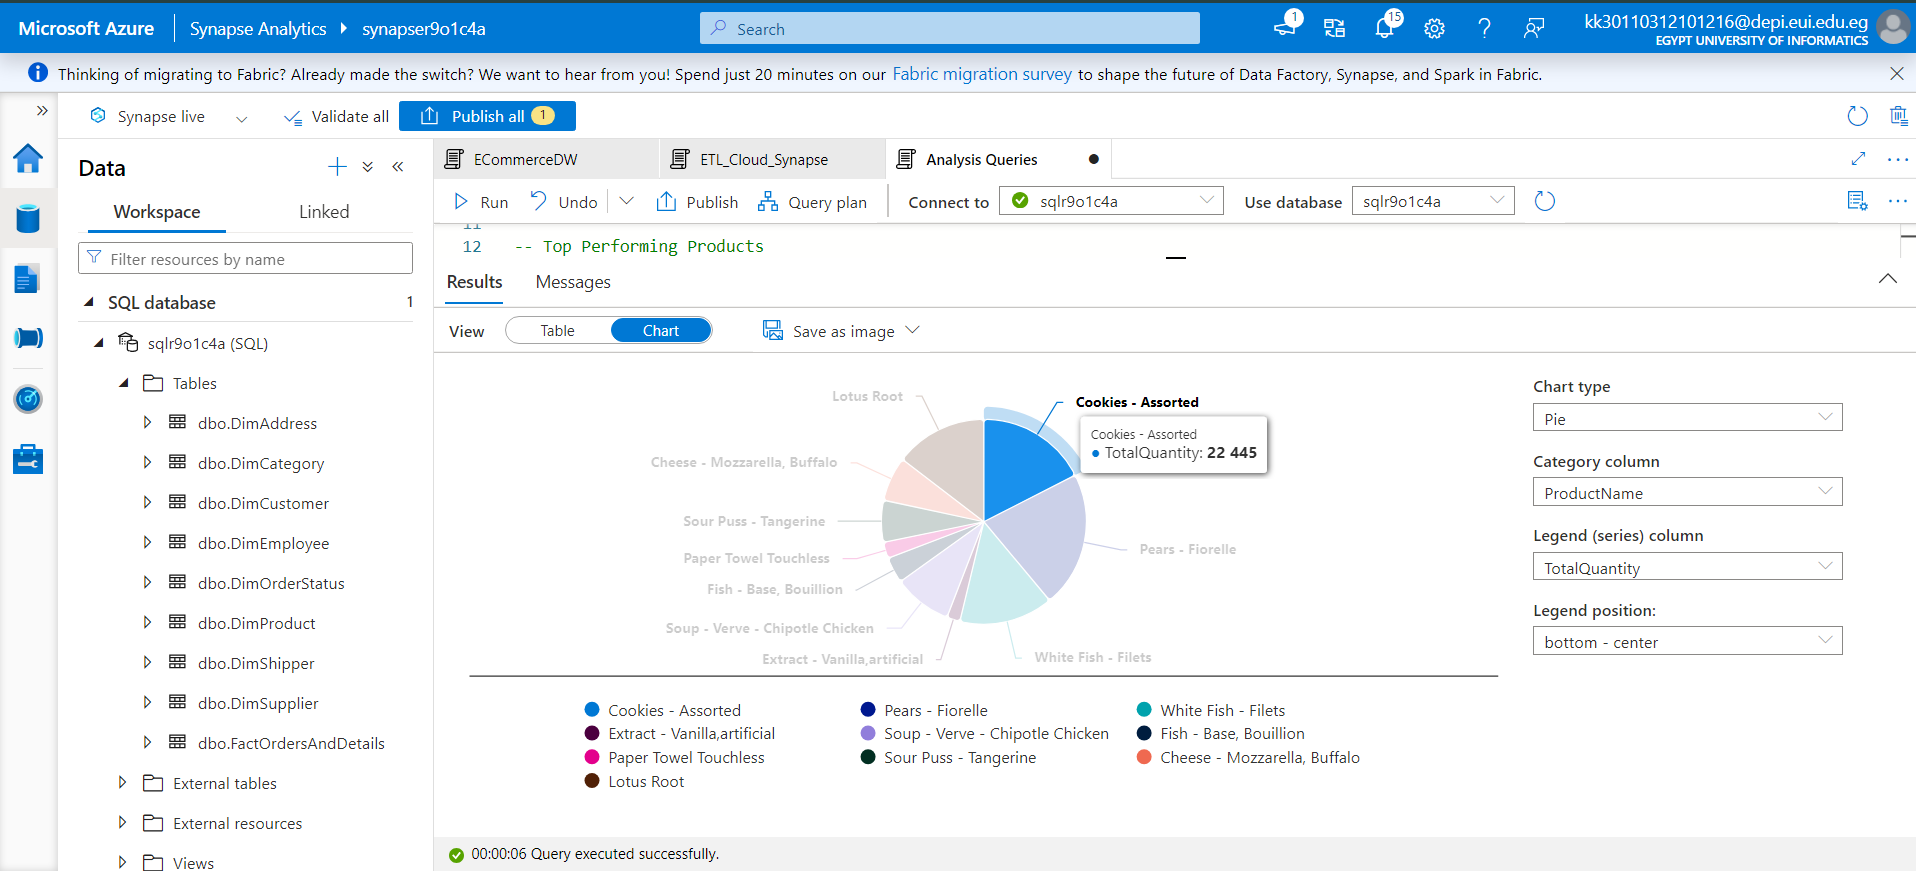 Microsoft Azure
Synapse Analytics
synapser9o1c4a
Search
1
15
kk30110312101216@depi.eui.edu.eg
EGYPT UNIVERSITY OF INFORMATICS
Thinking of migrating to Fabric? Already made the switch? We want to hear from you! Spend just 20 minutes on our Fabric migration survey to shape the future of Data Factory, Synapse, and Spark in Fabric.
Synapse live
Validate all
Publish all 1
Data
Workspace
Linked
Filter resources by name
SQL database 1
sqlr9o1c4a (SQL)
Tables
dbo.DimAddress
dbo.DimCategory
dbo.DimCustomer
dbo.DimEmployee
dbo.DimOrderStatus
dbo.DimProduct
dbo.DimShipper
dbo.DimSupplier
dbo.FactOrdersAndDetails
External tables
External resources
Views
ECommerceDW
ETL_Cloud_Synapse
Analysis Queries
Run
Undo
Publish
Query plan
Connect to
sqlr9o1c4a
Use database
sqlr9o1c4a
11
12 -- Top Performing Products
Results
Messages
View
Table
Chart
Save as image
Lotus Root
Cookies - Assorted
Cookies - Assorted
TotalQuantity: 22 445
Cheese - Mozzarella, Buffalo
Sour Puss - Tangerine
Pears - Fiorelle
Paper Towel Touchless
Fish - Base, Bouillion
Soup - Verve - Chipotle Chicken
Extract - Vanilla,artificial
White Fish - Filets
Cookies - Assorted
Pears - Fiorelle
White Fish - Filets
Extract - Vanilla,artificial
Soup - Verve - Chipotle Chicken
Fish - Base, Bouillion
Paper Towel Touchless
Sour Puss - Tangerine
Cheese - Mozzarella, Buffalo
Lotus Root
Chart type
Pie
Category column
ProductName
Legend (series) column
TotalQuantity
Legend position:
bottom - center
00:00:06 Query executed successfully.